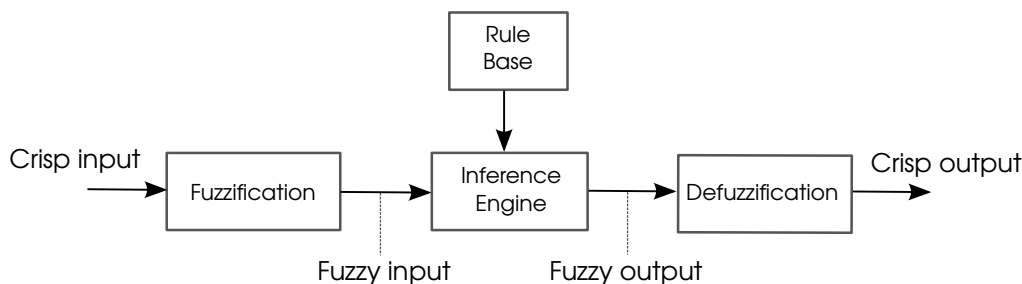 Rule
Base
Crisp input
Fuzzification
Inference
Engine
Defuzzification
Crisp output
Fuzzy input
Fuzzy output